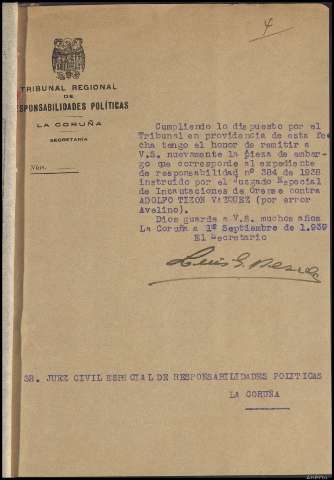 4
TRIBUNAL REGIONAL
DE
RESPONSABILIDADES POLÍTICAS
LA CORUÑA
SECRETARÍA
Núm.
Cumpliendo lo dispuesto por el
Tribunal en providencia de esta fe
cha tengo el honor de remitir a
V.S. nuevamente la pieza de embar-
go que corresponde al expediente
de responsabilidad nº 384 de 1938
instruido por el Juzgado Especial
de Incautaciones de Orense contra
ADOLFO TIZON VAZQUEZ (por error
Avelino).
Dios guarde a V.S. muchos años
La Coruña a 1º Septiembre de 1.939
El Secretario
Luis G.
SR. JUEZ CIVIL ESPECIAL DE RESPONSABILIDADES POLITICAS
LA CORUÑA